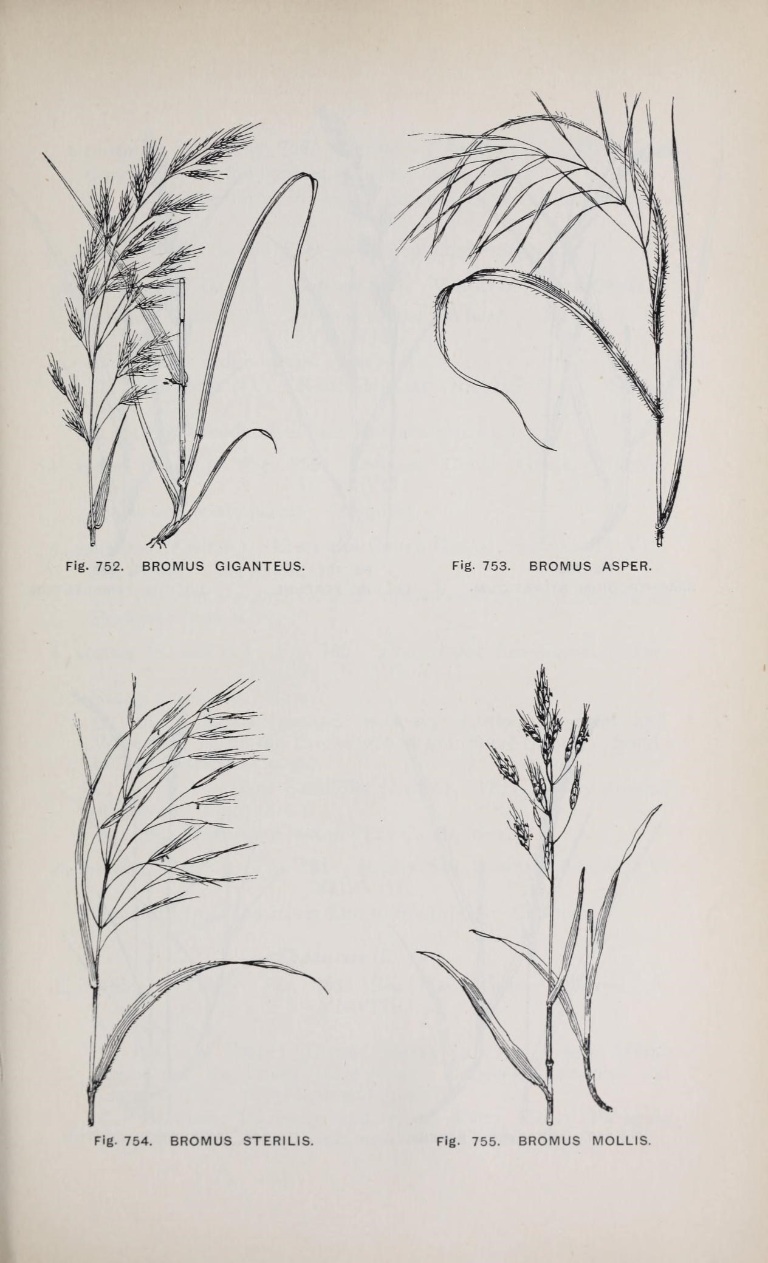 Fig. 752. BROMUS GIGANTEUS.
Fig. 753. BROMUS ASPER.
Fig. 754. BROMUS STERILIS.
Fig. 755. BROMUS MOLLIS.